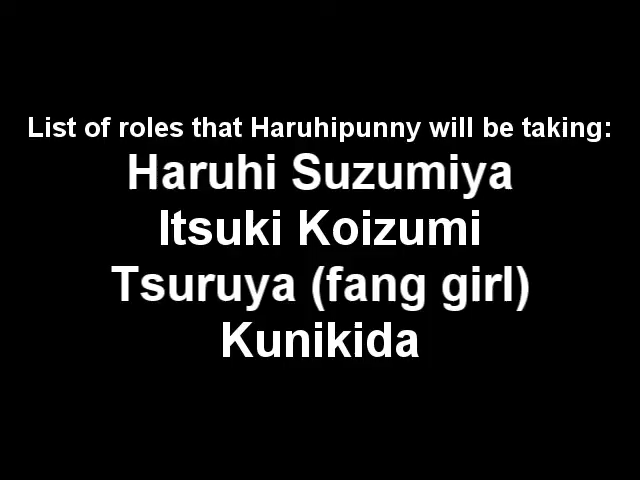 List of roles that Haruhipunny will be taking:
Haruhi Suzumiya
Itsuki Koizumi
Tsuruya (fang girl)
Kunikida